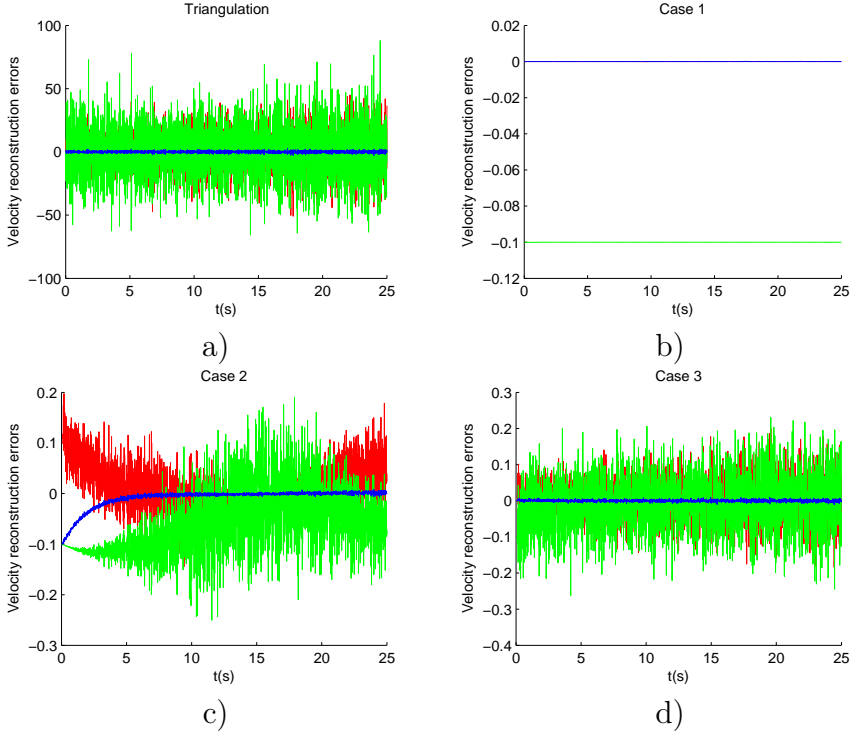 Triangulation
100
50
0
−50
−100
Velocity reconstruction errors
0 5 10 15 20 25
t(s)
a)
Case 1
0.02
0
−0.02
−0.04
−0.06
−0.08
−0.1
−0.12
Velocity reconstruction errors
0 5 10 15 20 25
t(s)
b)
Case 2
0.2
0.1
0
−0.1
−0.2
−0.3
Velocity reconstruction errors
0 5 10 15 20 25
t(s)
c)
Case 3
0.3
0.2
0.1
0
−0.1
−0.2
−0.3
−0.4
Velocity reconstruction errors
0 5 10 15 20 25
t(s)
d)